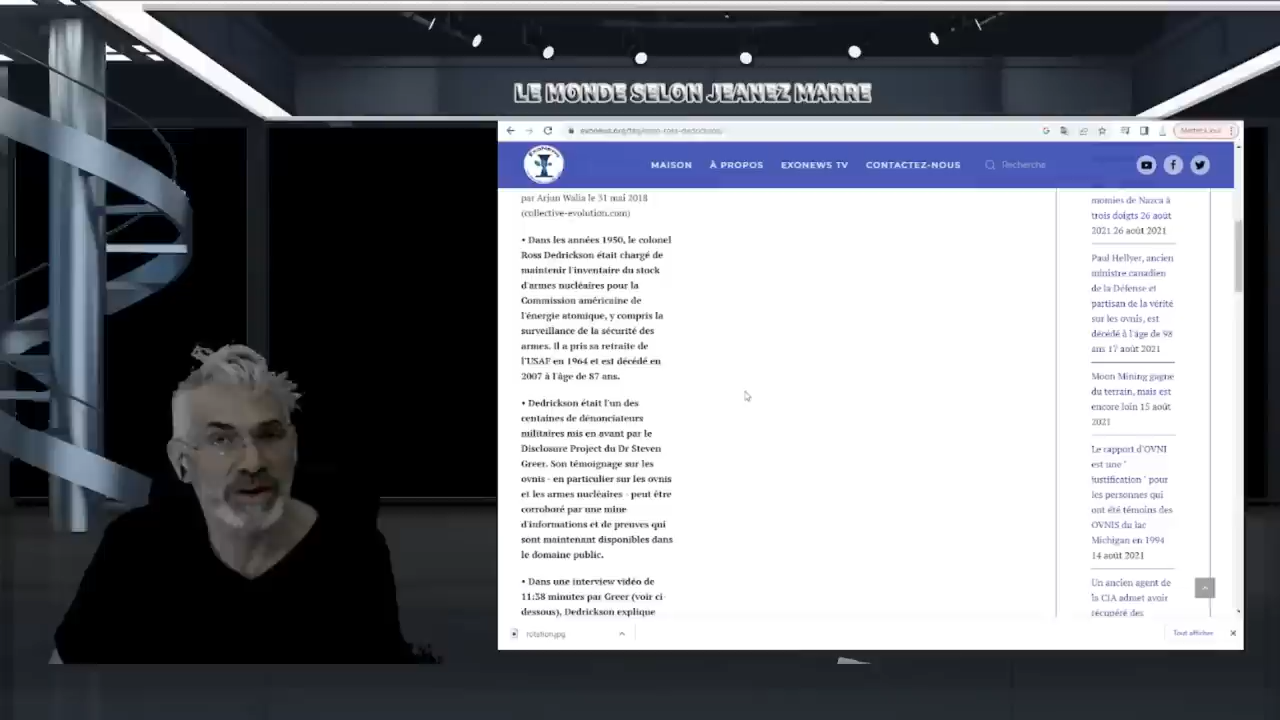 LE MONDE SELON JEANEZ MARRE
MAISON À PROPOS EXONEWS TV CONTACTEZ-NOUS Recherche
par Arjun Walia le 31 mai 2018
(collective-evolution.com)
• Dans les années 1950, le colonel
Ross Dedrickson était chargé de
maintenir l'inventaire du stock
d'armes nucléaires pour la
Commission américaine de
l'énergie atomique, y compris la
surveillance de la sécurité des
armes. Il a pris sa retraite de
l'USAF en 1964 et est décédé en
2007 à l'âge de 87 ans.
• Dedrickson était l'un des
centaines de dénonciateurs
militaires mis en avant par le
Disclosure Project du Dr Steven
Greer. Son témoignage sur les
ovnis - en particulier sur les ovnis
et les armes nucléaires - peut être
corroboré par une mine
d'informations et de preuves qui
sont maintenant disponibles dans
le domaine public.
• Dans une interview vidéo de
11:38 minutes par Greer (voir ci-
dessous), Dedrickson explique
momies de Nazca à
trois doigts 26 août
2021 26 août 2021
Paul Hellyer, ancien
ministre canadien
de la Défense et
partisan de la vérité
sur les ovnis, est
décédé à l'âge de 98
ans 17 août 2021
Moon Mining gagne
du terrain, mais est
encore loin 15 août
2021
Le rapport d'OVNI
est une '
justification ' pour
les personnes qui
ont été témoins des
OVNIS du lac
Michigan en 1994
14 août 2021
Un ancien agent de
la CIA admet avoir
récupéré des
rotation.jpg
Tout afficher